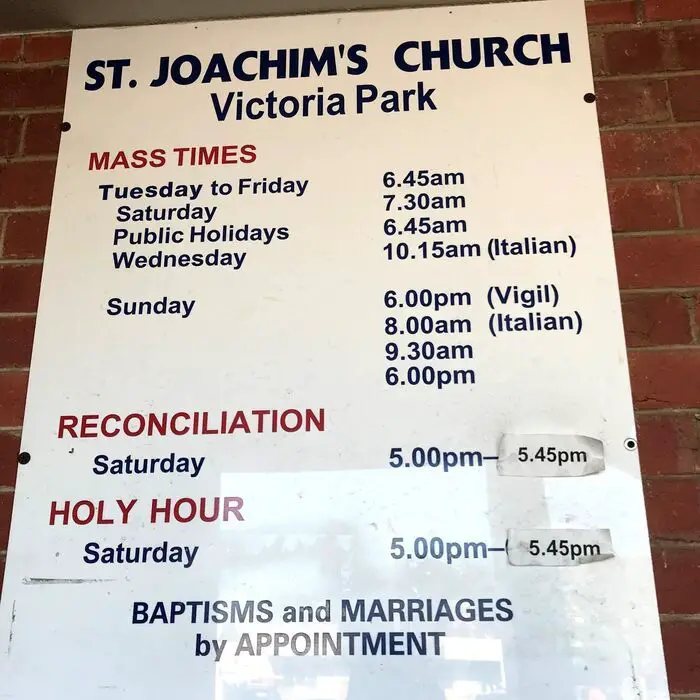 ST. JOACHIM'S CHURCH
Victoria Park
MASS TIMES
Tuesday to Friday 6.45am
Saturday 7.30am
Public Holidays 6.45am
Wednesday 10.15am (Italian)
Sunday 6.00pm (Vigil)
8.00am (Italian)
9.30am
6.00pm
RECONCILIATION
Saturday 5.00pm– 5.45pm
HOLY HOUR
Saturday 5.00pm– 5.45pm
BAPTISMS and MARRIAGES
by APPOINTMENT